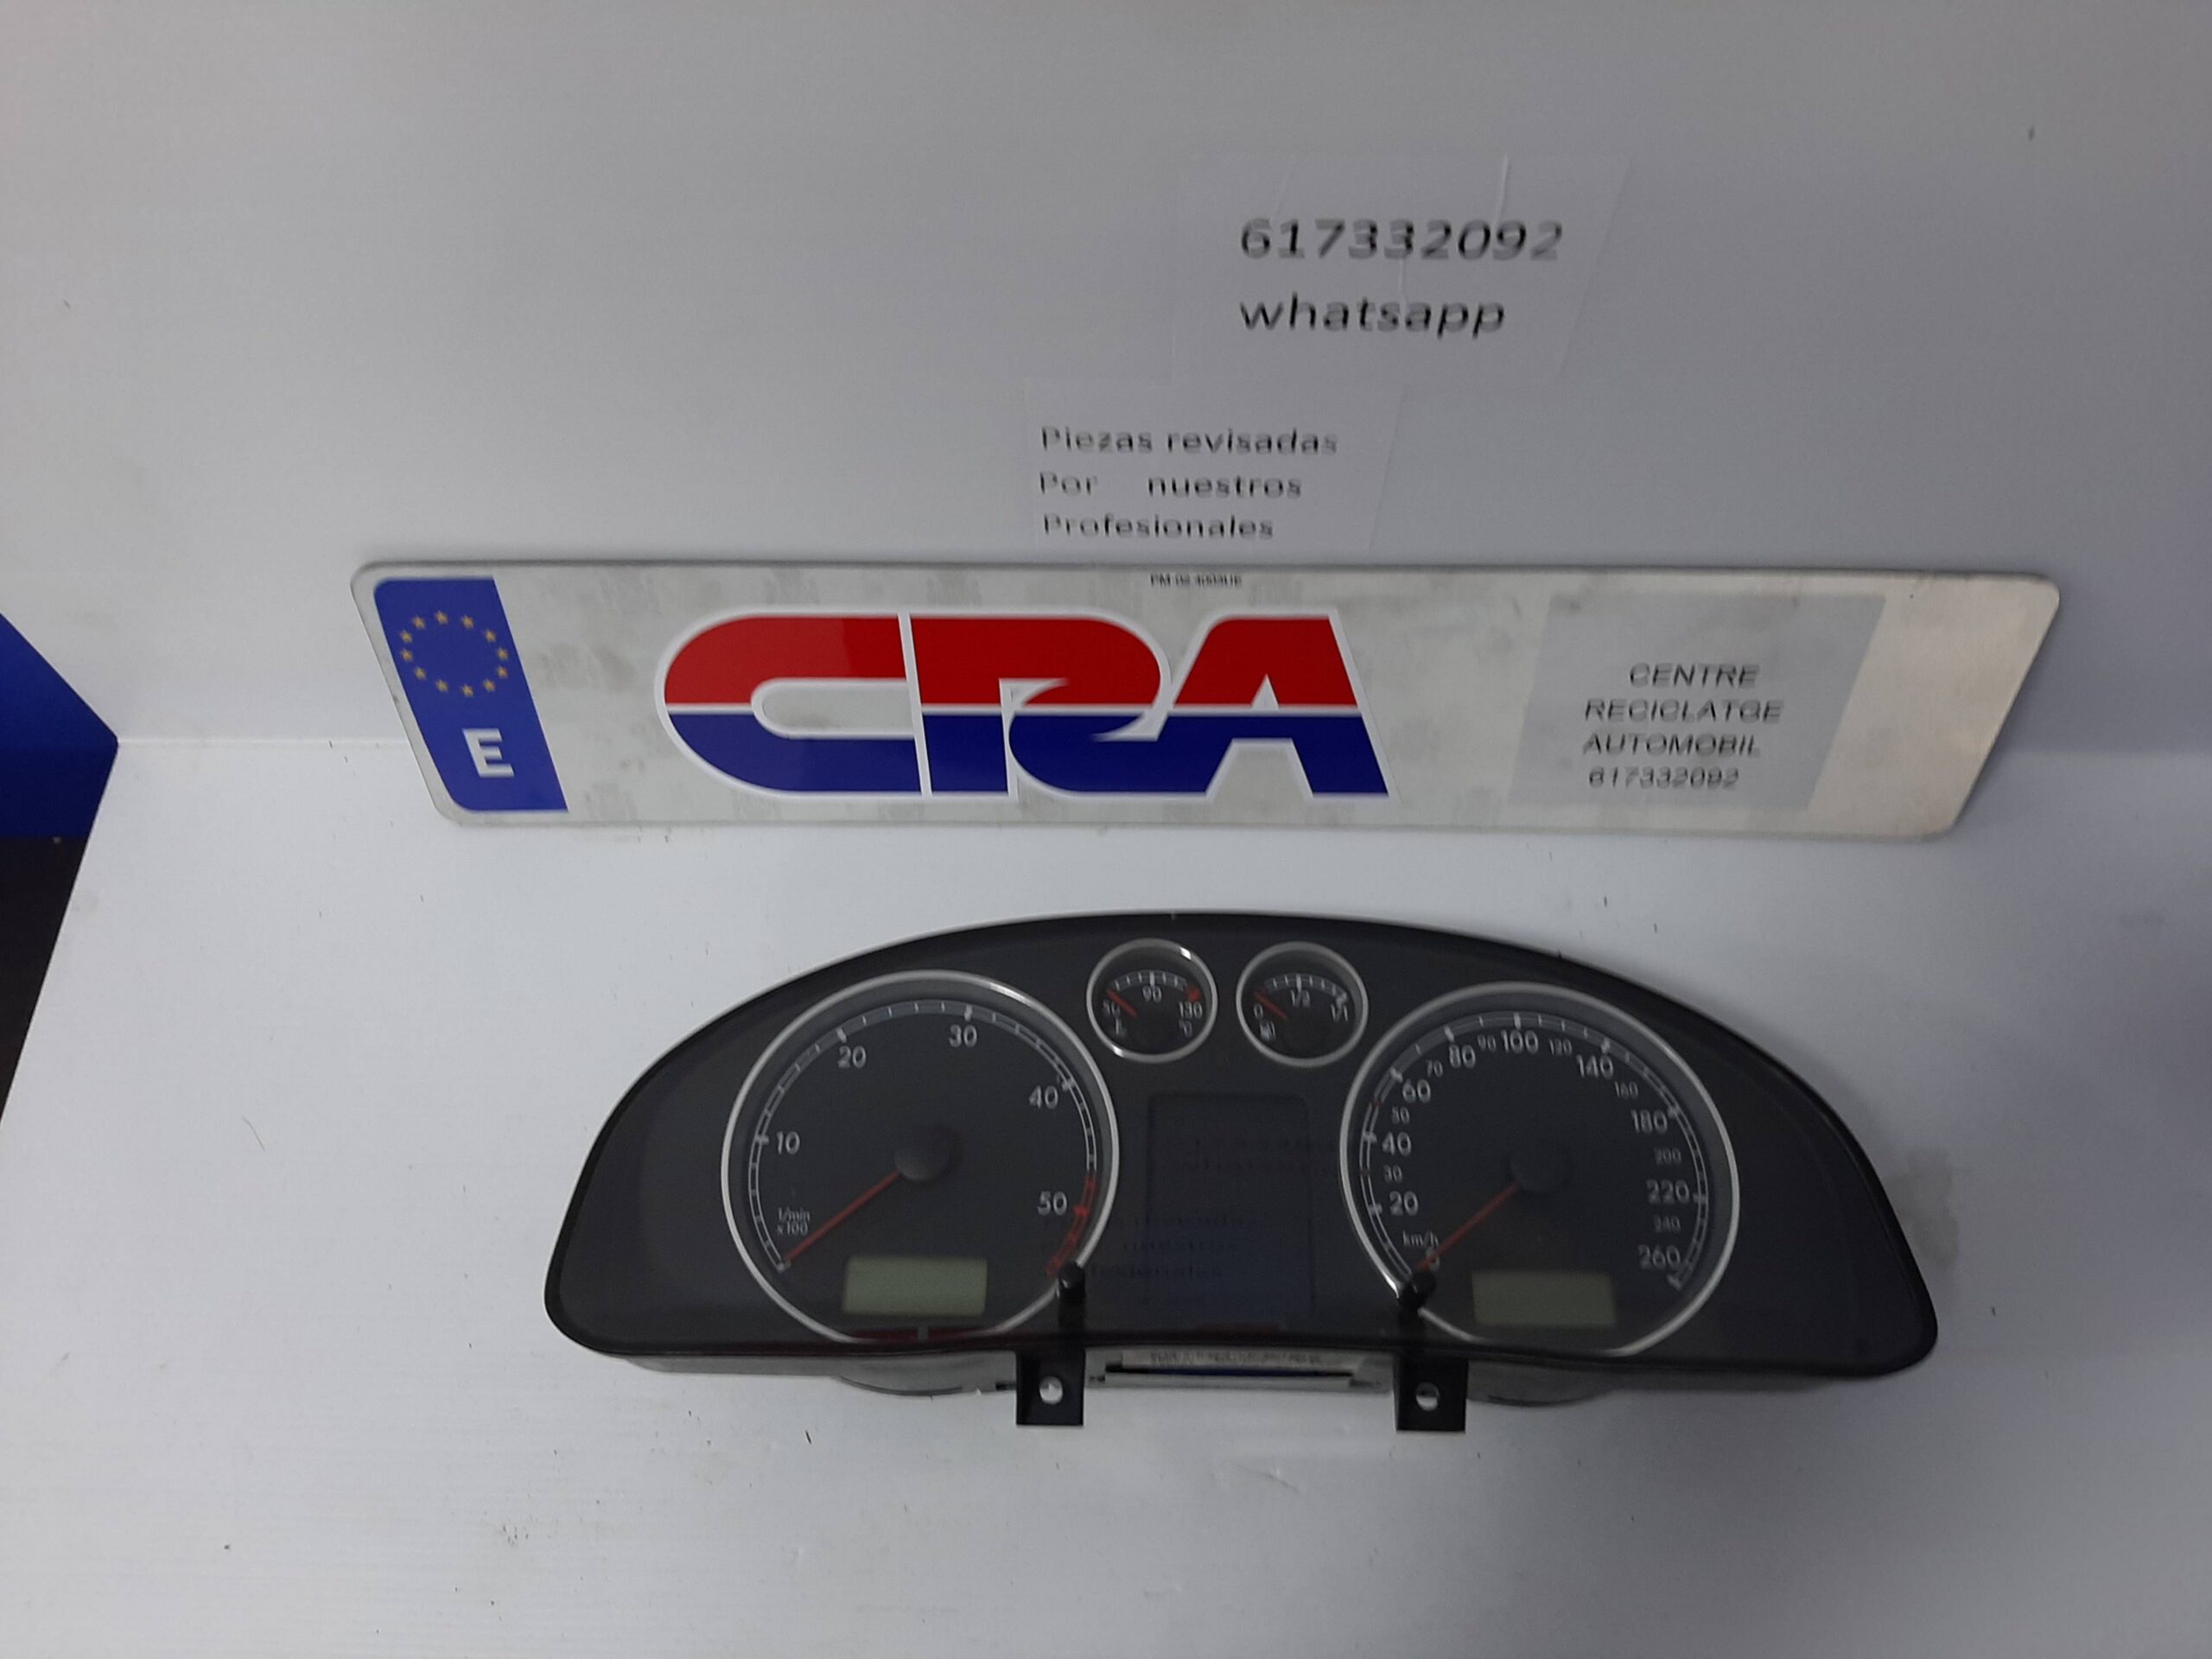 617332092
whatsapp
Piezas revisadas
Por nuestros
Profesionales
E
CRA
CENTRE
RECICLATGE
AUTOMOBIL
617332092
10
20
30
40
50
1/min
x100
50
90
130
°C
0
1/2
1/1
km/h
0
20
30
40
50
60
70
80
90
100
120
140
160
180
200
220
240
260